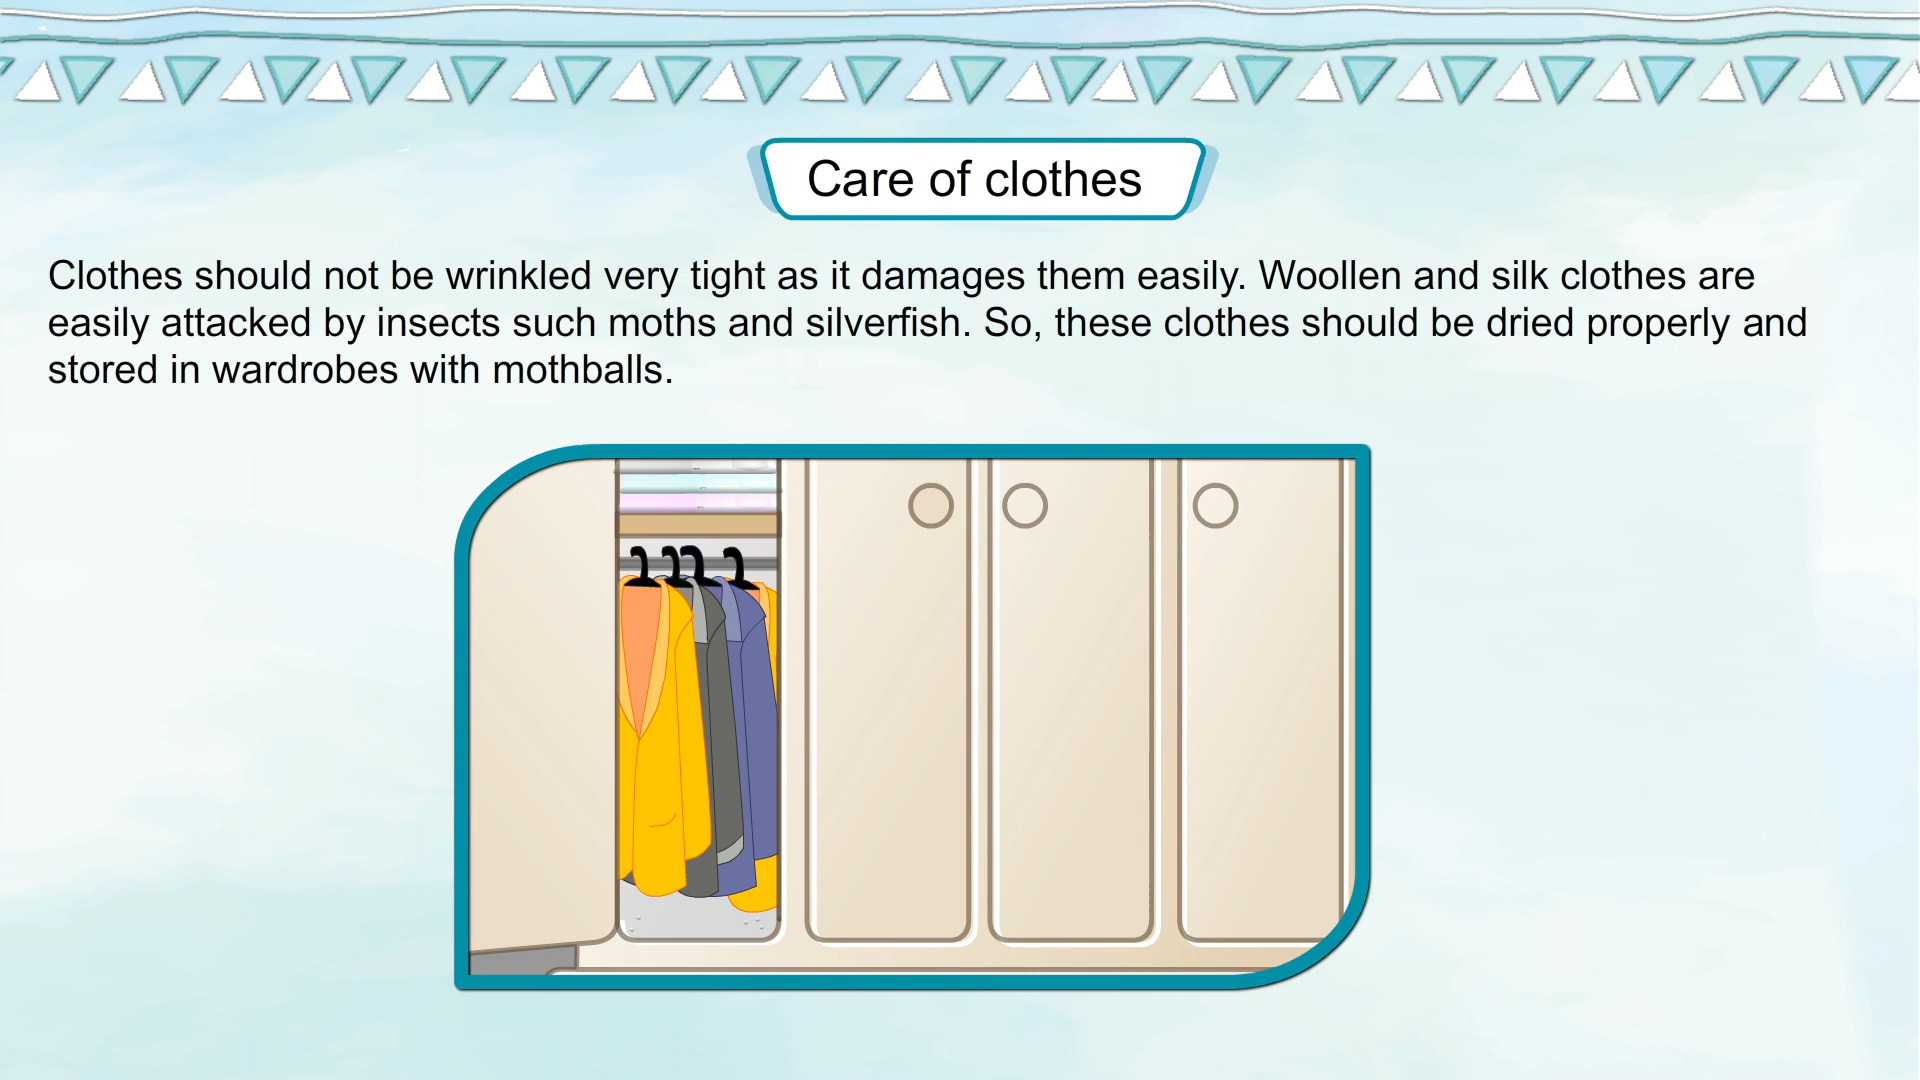 Care of clothes
Clothes should not be wrinkled very tight as it damages them easily. Woollen and silk clothes are
easily attacked by insects such moths and silverfish. So, these clothes should be dried properly and
stored in wardrobes with mothballs.